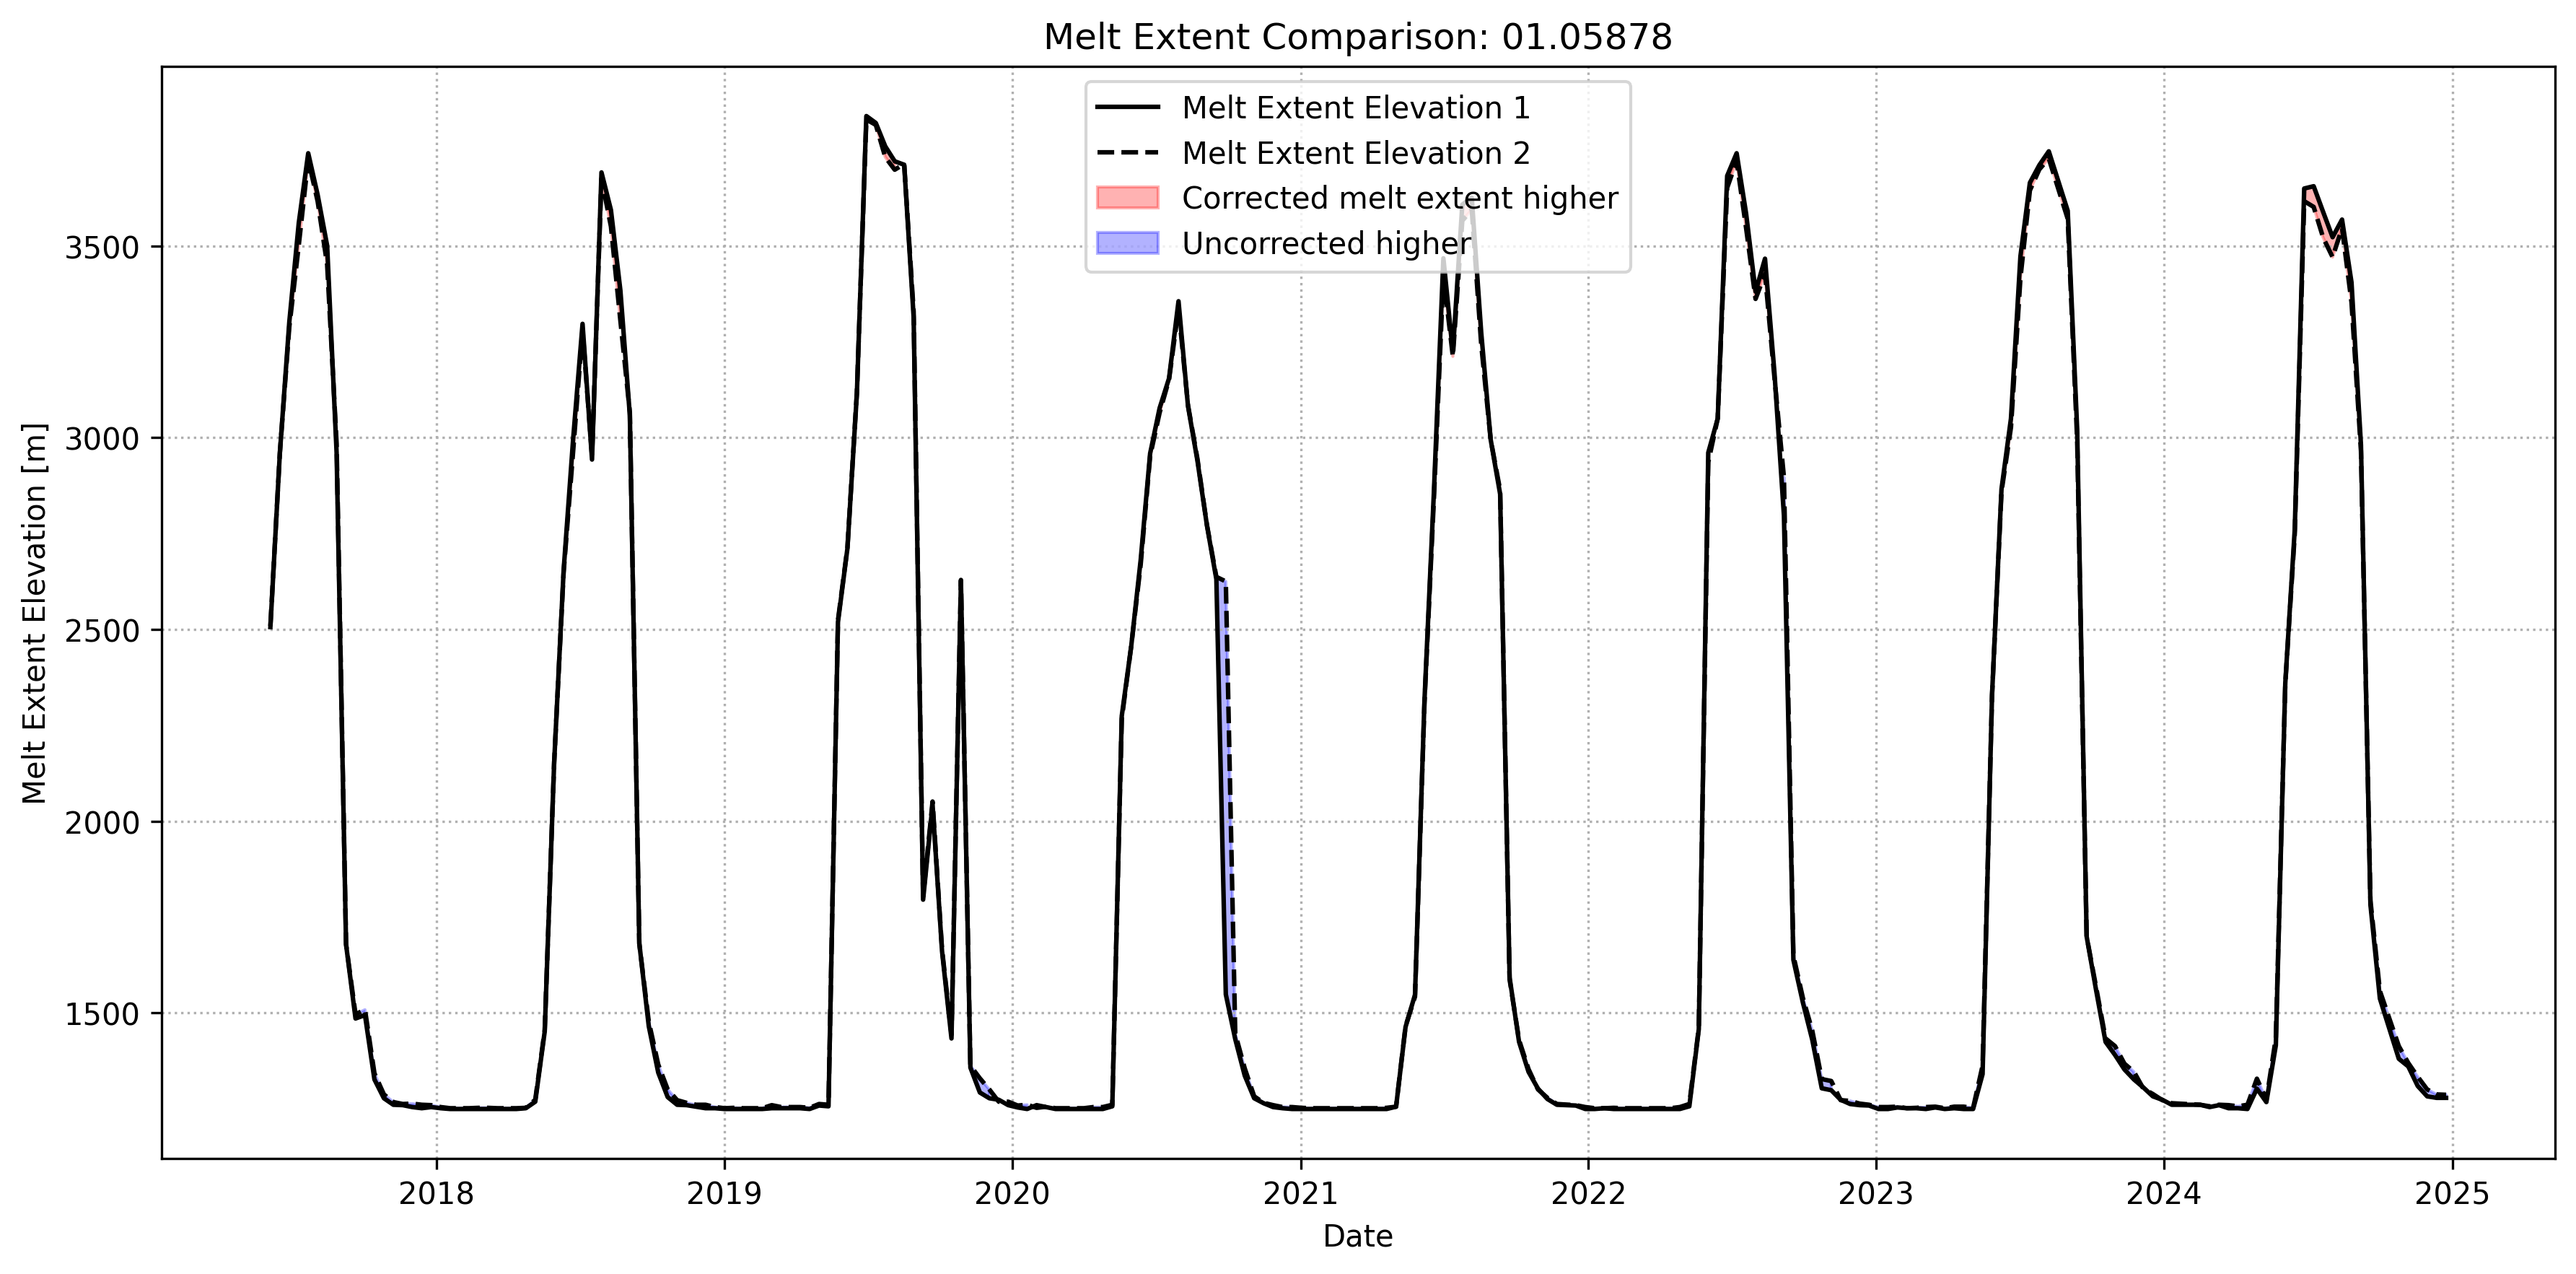 Melt Extent Comparison: 01.05878
Melt Extent Elevation 1
Melt Extent Elevation 2
Corrected melt extent higher
Uncorrected higher
Melt Extent Elevation [m]
3500
3000
2500
2000
1500
2018
2019
2020
2021
2022
2023
2024
2025
Date